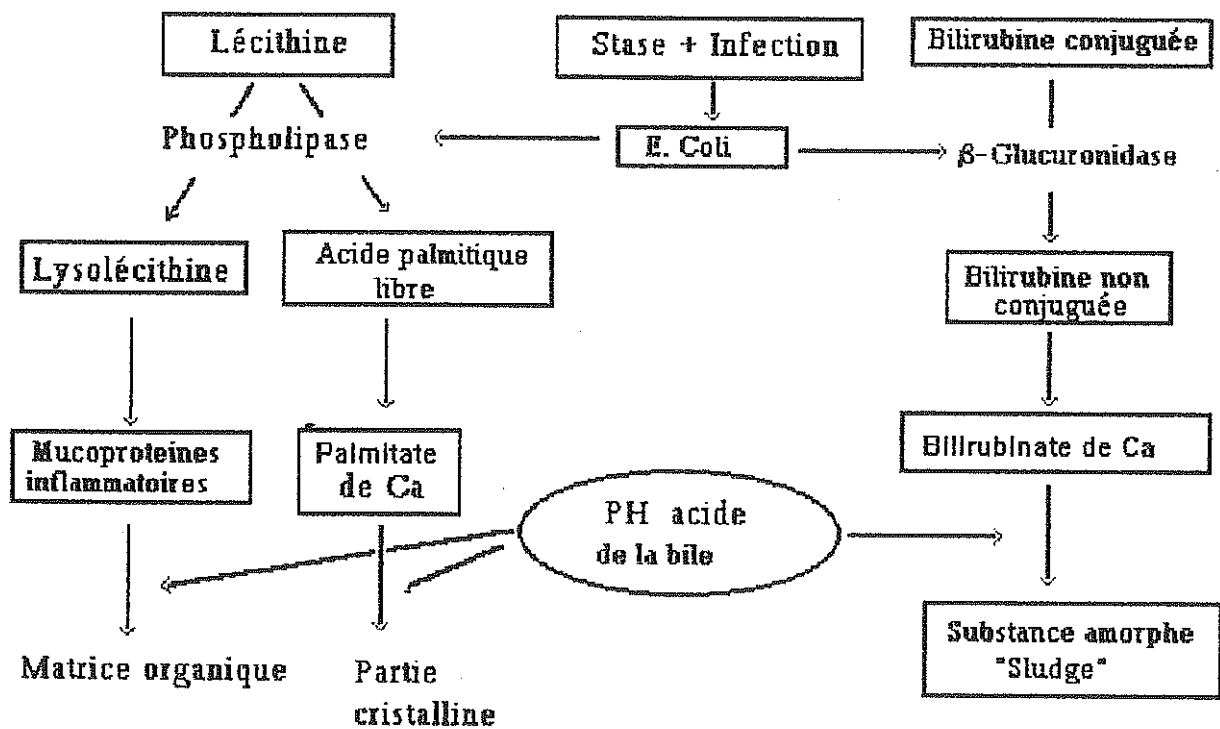 Lécithine
Stase + Infection
Bilirubine conjuguée
Phospholipase
E. Coli
β-Glucuronidase
Lysolécithine
Acide palmitique
libre
Bilirubine non
conjuguée
Mucoproteines
inflammatoires
Palmitate
de Ca
Bilirubinate de Ca
PH acide
de la bile
Matrice organique
Partie
cristalline
Substance amorphe
"Sludge"